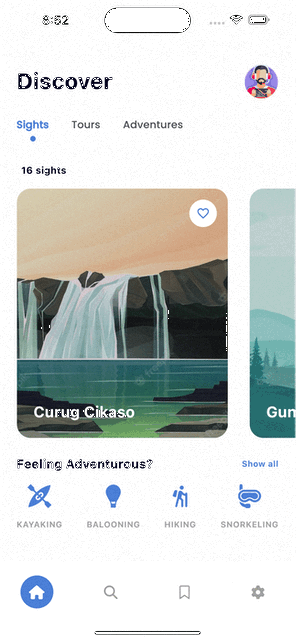 8:52
Discover
Sights Tours Adventures
16 sights
Curug Cikaso
Gun
Feeling Adventurous? Show all
KAYAKING BALOONING HIKING SNORKELING